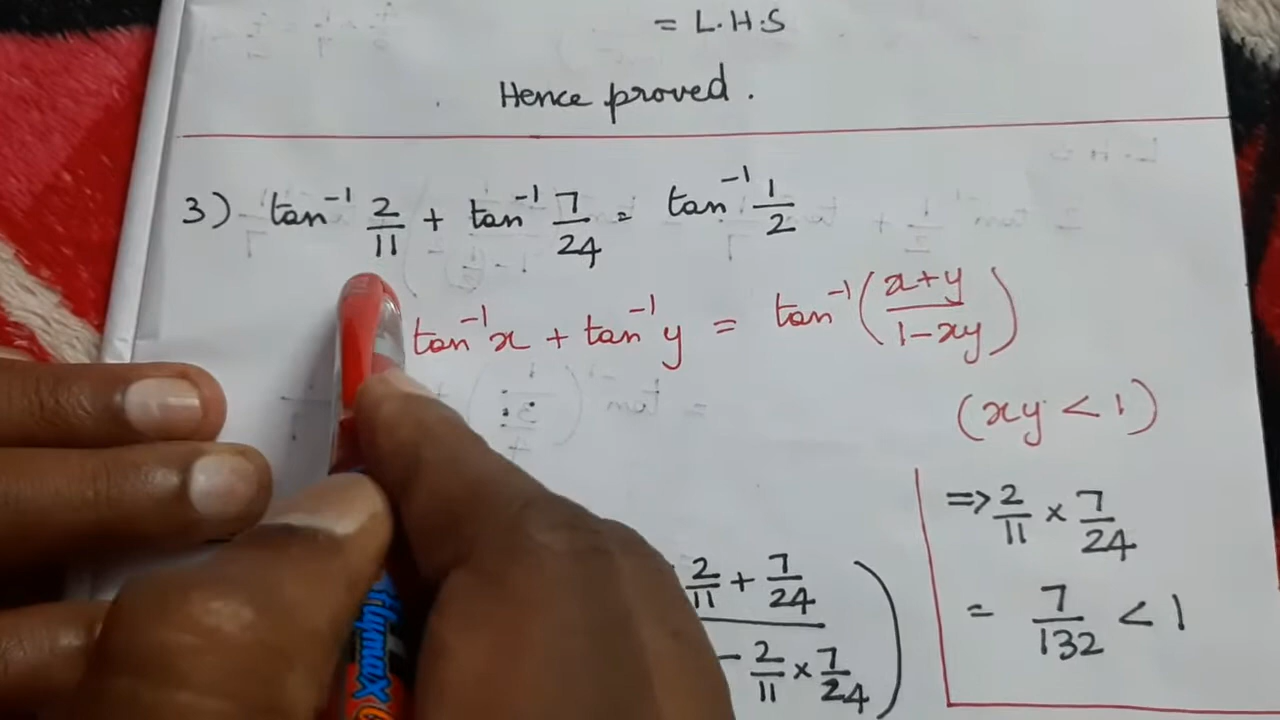 = L.H.S
Hence proved.
3) tan⁻¹ 2/11 + tan⁻¹ 7/24 = tan⁻¹ 1/2
tan⁻¹x + tan⁻¹y = tan⁻¹((x+y)/(1-xy))
(xy < 1)
=> 2/11 × 7/24
= 7/132 < 1
2/11 + 7/24
- 2/11 × 7/24